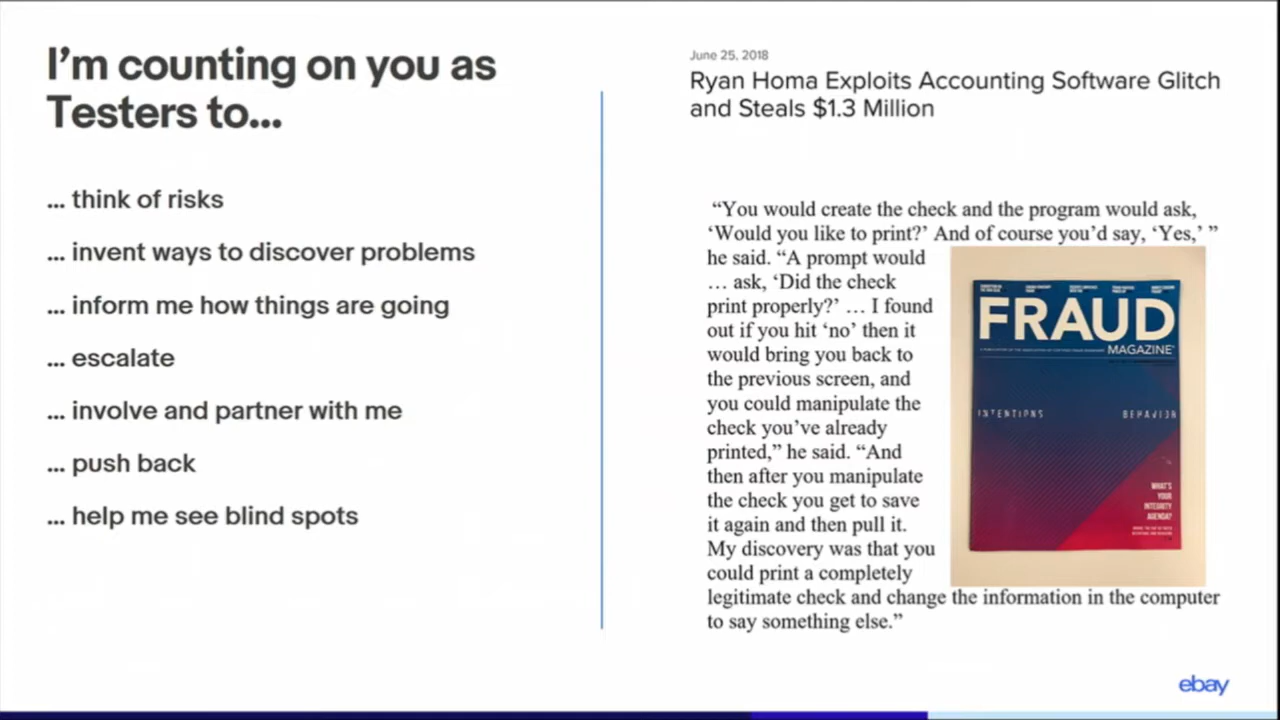 I'm counting on you as
Testers to...
... think of risks
... invent ways to discover problems
... inform me how things are going
... escalate
... involve and partner with me
... push back
... help me see blind spots
June 25, 2018
Ryan Homa Exploits Accounting Software Glitch
and Steals $1.3 Million
“You would create the check and the program would ask,
‘Would you like to print?’ And of course you’d say, ‘Yes,’ ”
he said. “A prompt would
… ask, ‘Did the check
print properly?’ … I found
out if you hit ‘no’ then it
would bring you back to
the previous screen, and
you could manipulate the
check you’ve already
printed,” he said. “And
then after you manipulate
the check you get to save
it again and then pull it.
My discovery was that you
could print a completely
legitimate check and change the information in the computer
to say something else.”
FRAUD
MAGAZINE
INTENTIONS BEHAVIOR
WHAT'S
YOUR
INTEGRITY
AGENDA?
ebay